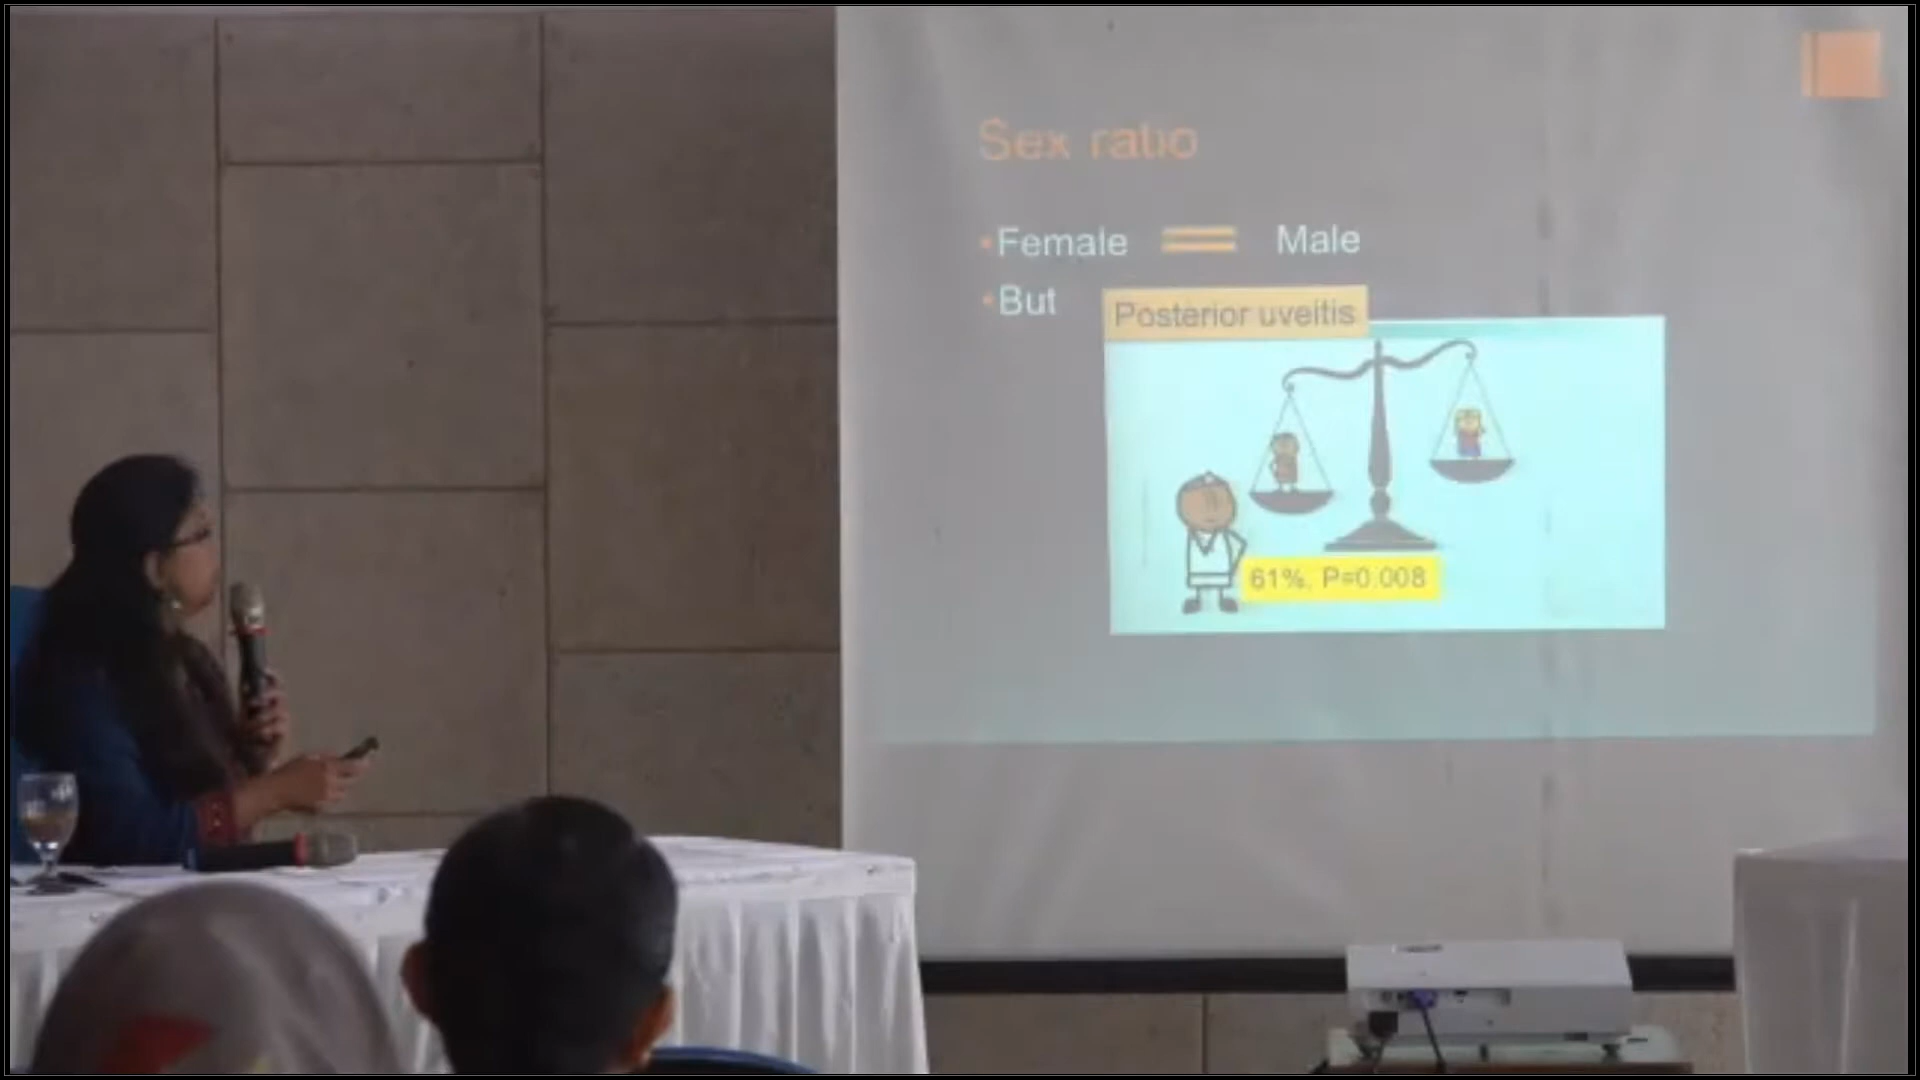 Sex ratio
•Female = Male
•But
Posterior uveitis
61%, P=0.008